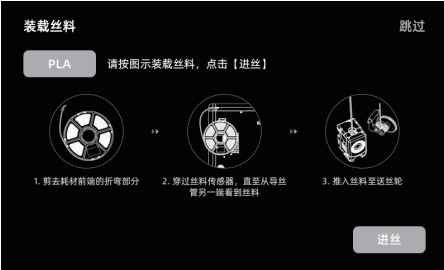 装载丝料
跳过
PLA
请按图示装载丝料，点击【进丝】
1. 剪去耗材前端的折弯部分
2. 穿过丝料传感器，直至从导丝
管另一端看到丝料
3. 推入丝料至送丝轮
进丝